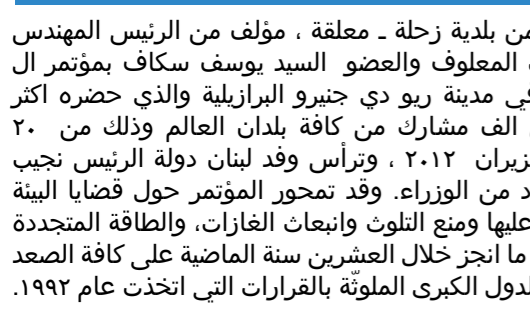 من بلدية زحلة ـ معلقة ، مؤلف من الرئيس المهندس
المعلوف والعضو السيد يوسف سكاف بمؤتمر ال
في مدينة ريو دي جنيرو البرازيلية والذي حضره اكثر
الف مشارك من كافة بلدان العالم وذلك من ٢٠
زيران ٢٠١٢ ، وترأس وفد لبنان دولة الرئيس نجيب
د من الوزراء. وقد تمحور المؤتمر حول قضايا البيئة
عليها ومنع التلوث وانبعاث الغازات، والطاقة المتجددة
ما انجز خلال العشرين سنة الماضية على كافة الصعد
لدول الكبرى الملوثّة بالقرارات التي اتخذت عام ١٩٩٢.